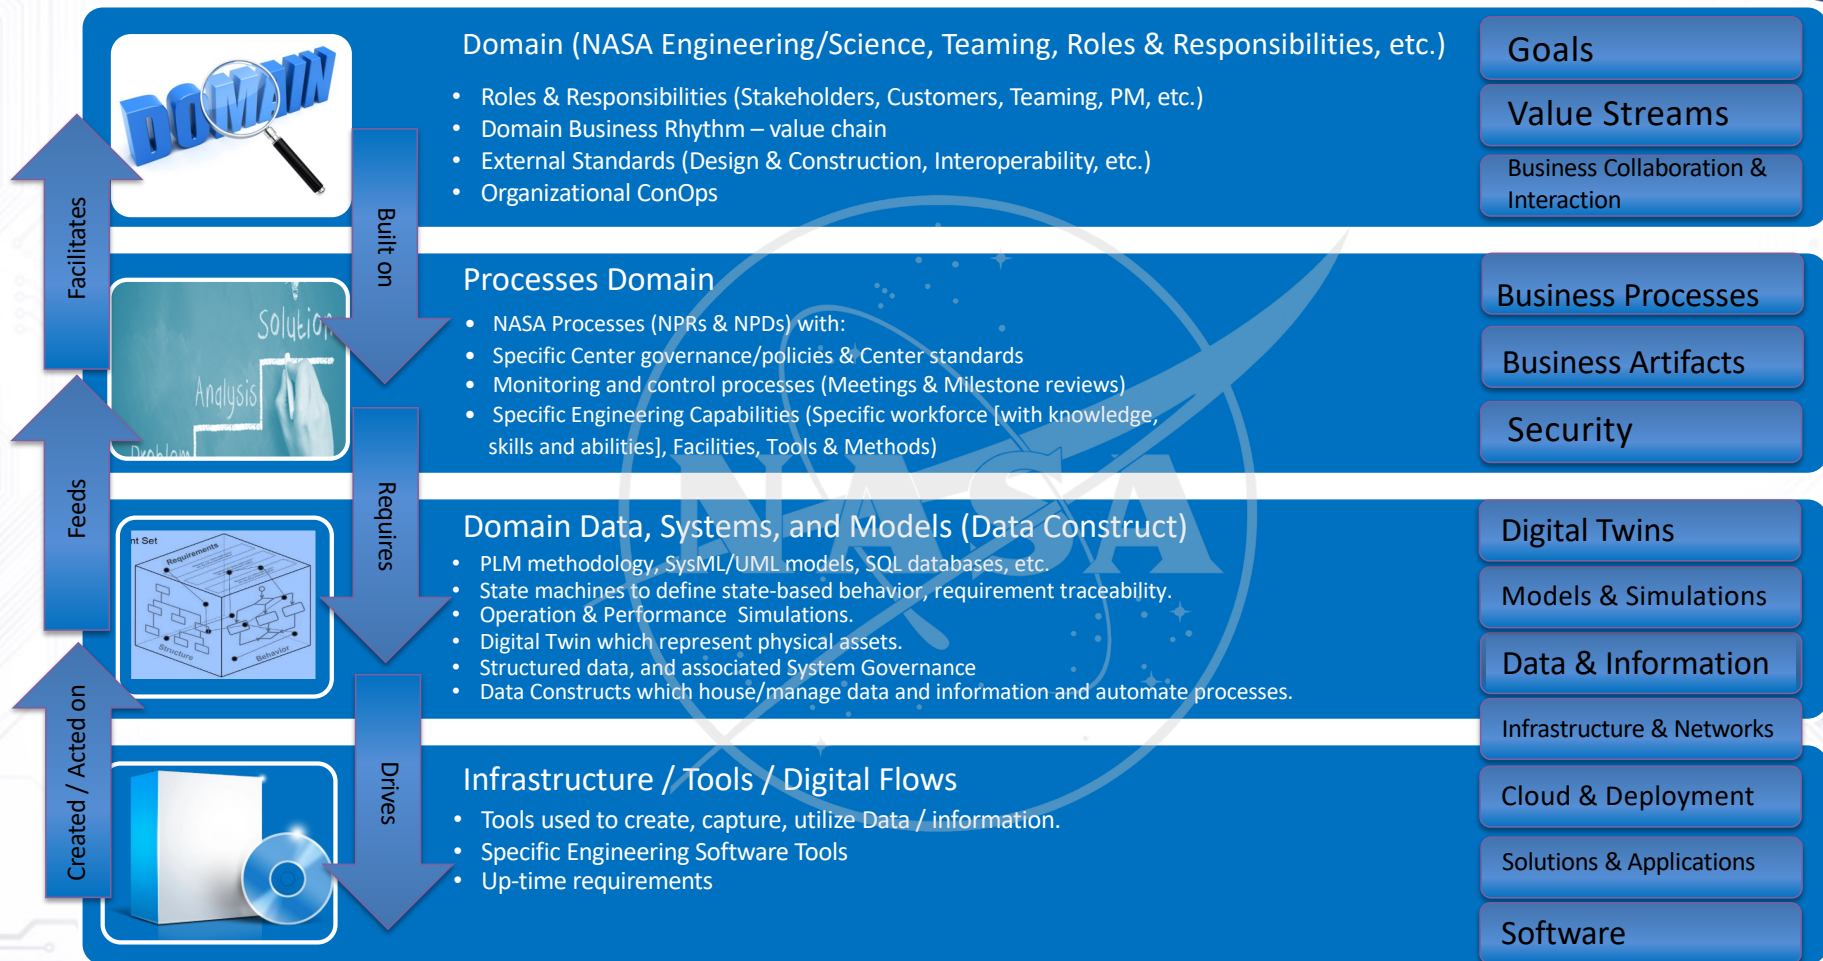 DOMAIN
Domain (NASA Engineering/Science, Teaming, Roles & Responsibilities, etc.)
• Roles & Responsibilities (Stakeholders, Customers, Teaming, PM, etc.)
• Domain Business Rhythm – value chain
• External Standards (Design & Construction, Interoperability, etc.)
• Organizational ConOps
Goals
Value Streams
Business Collaboration &
Interaction
Facilitates
Built on
Solution
Analysis
Problem
Processes Domain
• NASA Processes (NPRs & NPDs) with:
• Specific Center governance/policies & Center standards
• Monitoring and control processes (Meetings & Milestone reviews)
• Specific Engineering Capabilities (Specific workforce [with knowledge,
skills and abilities], Facilities, Tools & Methods)
Business Processes
Business Artifacts
Security
NASA
Feeds
Requires
nt Set
Requirements
Structure
Behavior
Domain Data, Systems, and Models (Data Construct)
• PLM methodology, SysML/UML models, SQL databases, etc.
• State machines to define state-based behavior, requirement traceability.
• Operation & Performance Simulations.
• Digital Twin which represent physical assets.
• Structured data, and associated System Governance
• Data Constructs which house/manage data and information and automate processes.
Digital Twins
Models & Simulations
Data & Information
Infrastructure & Networks
Created / Acted on
Drives
Infrastructure / Tools / Digital Flows
• Tools used to create, capture, utilize Data / information.
• Specific Engineering Software Tools
• Up-time requirements
Cloud & Deployment
Solutions & Applications
Software